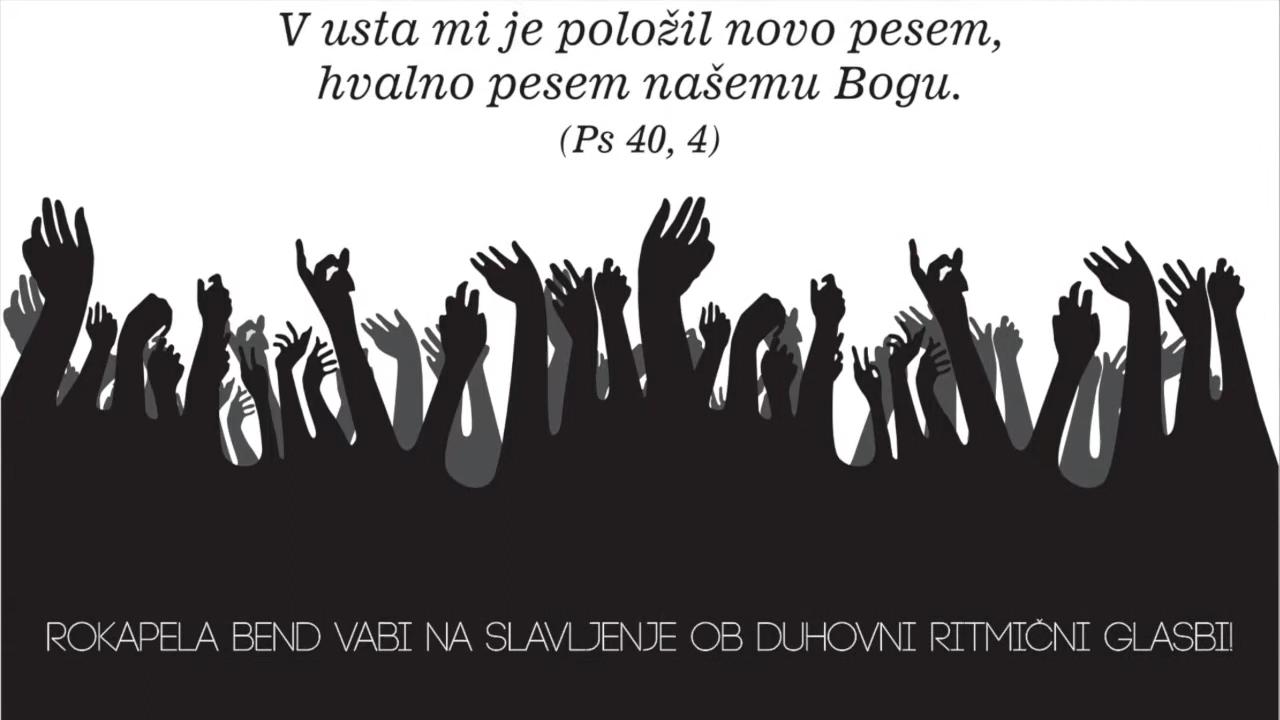 V usta mi je položil novo pesem,
hvalno pesem našemu Bogu.
(Ps 40, 4)
ROKAPELA BEND VABI NA SLAVLJENJE OB DUHOVNI RITMIČNI GLASBI!